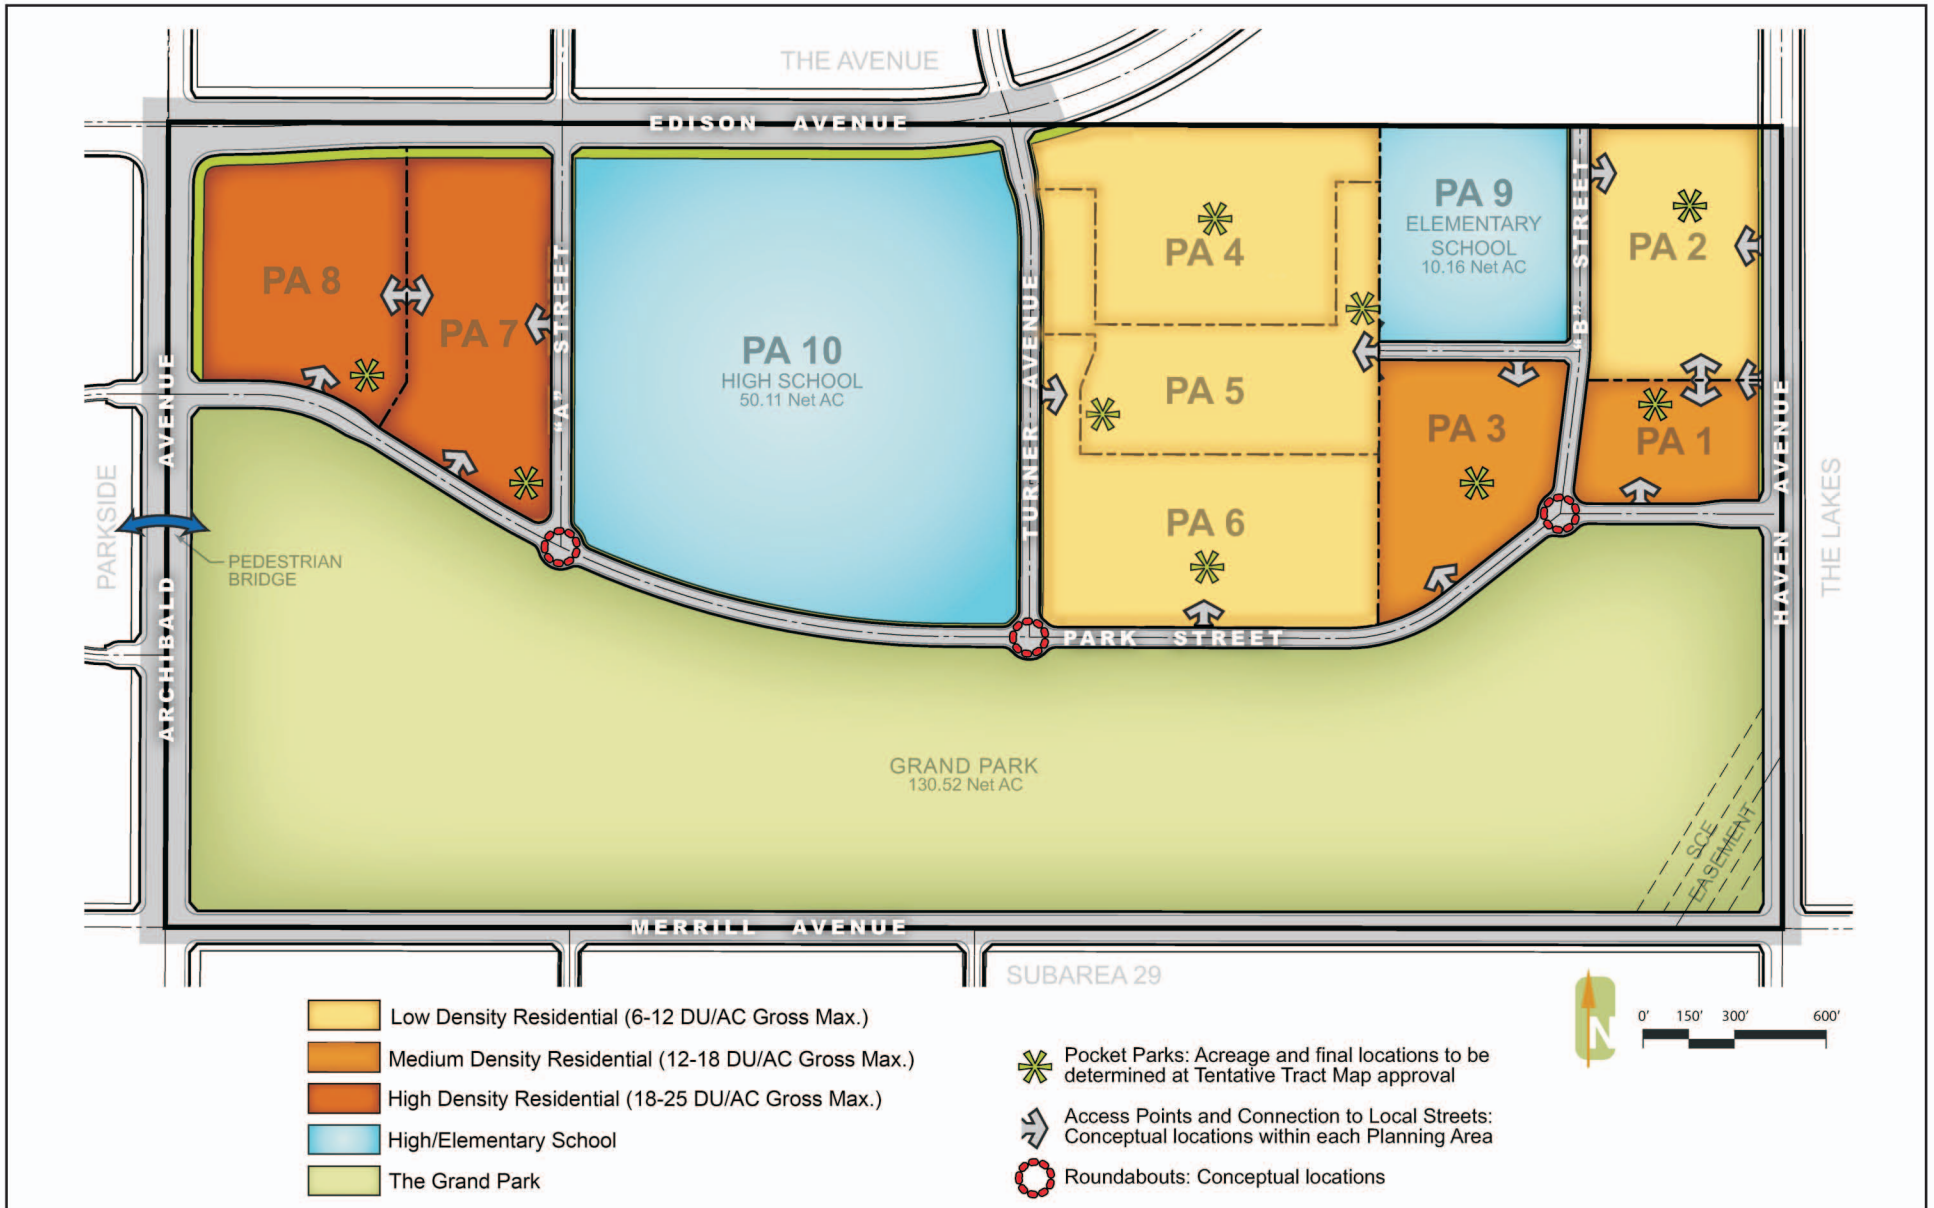 THE AVENUE
EDISON AVENUE
PA 8
PA 7
"A" STREET
PA 10
HIGH SCHOOL
50.11 Net AC
TURNER AVENUE
PA 4
PA 5
PA 6
PA 9
ELEMENTARY
SCHOOL
10.16 Net AC
"B" STREET
PA 2
PA 3
PA 1
HAVEN AVENUE
THE LAKES
ARCHIBALD AVENUE
PARKSIDE
PEDESTRIAN
BRIDGE
PARK STREET
GRAND PARK
130.52 Net AC
SCE
EASEMENT
MERRILL AVENUE
SUBAREA 29
Low Density Residential (6-12 DU/AC Gross Max.)
Medium Density Residential (12-18 DU/AC Gross Max.)
High Density Residential (18-25 DU/AC Gross Max.)
High/Elementary School
The Grand Park
Pocket Parks: Acreage and final locations to be
determined at Tentative Tract Map approval
Access Points and Connection to Local Streets:
Conceptual locations within each Planning Area
Roundabouts: Conceptual locations
N
0' 150' 300' 600'